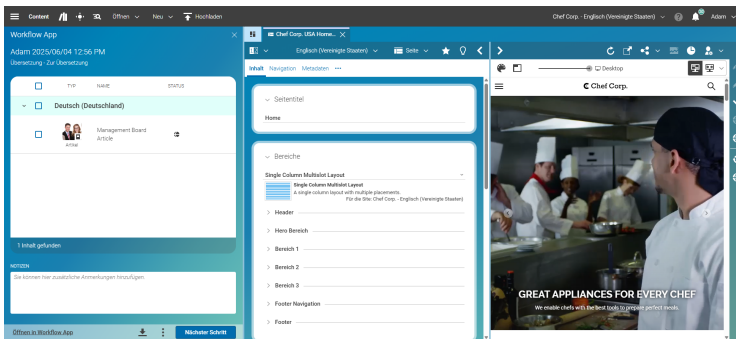 Content
Öffnen
Neu
Hochladen
Chef Corp. - Englisch (Vereinigte Staaten)
Adam
Workflow App
Adam 2025/06/04 12:56 PM
Übersetzung - Zur Übersetzung
TYP NAME STATUS
Deutsch (Deutschland)
Artikel
Management Board
Article
1 Inhalt gefunden
NOTIZEN
Sie können hier zusätzliche Anmerkungen hinzufügen.
Öffnen in Workflow App
Nächster Schritt
Chef Corp. USA Home...
Englisch (Vereinigte Staaten)
Seite
Inhalt Navigation Metadaten
Seitentitel
Home
Bereiche
Single Column Multislot Layout
Single Column Multislot Layout
A single column layout with multiple placements.
Für die Site: Chef Corp. - Englisch (Vereinigte Staaten)
Header
Hero Bereich
Bereich 1
Bereich 2
Bereich 3
Footer Navigation
Footer
Desktop
Chef Corp.
GREAT APPLIANCES FOR EVERY CHEF
We enable chefs with the best tools to prepare perfect meals.